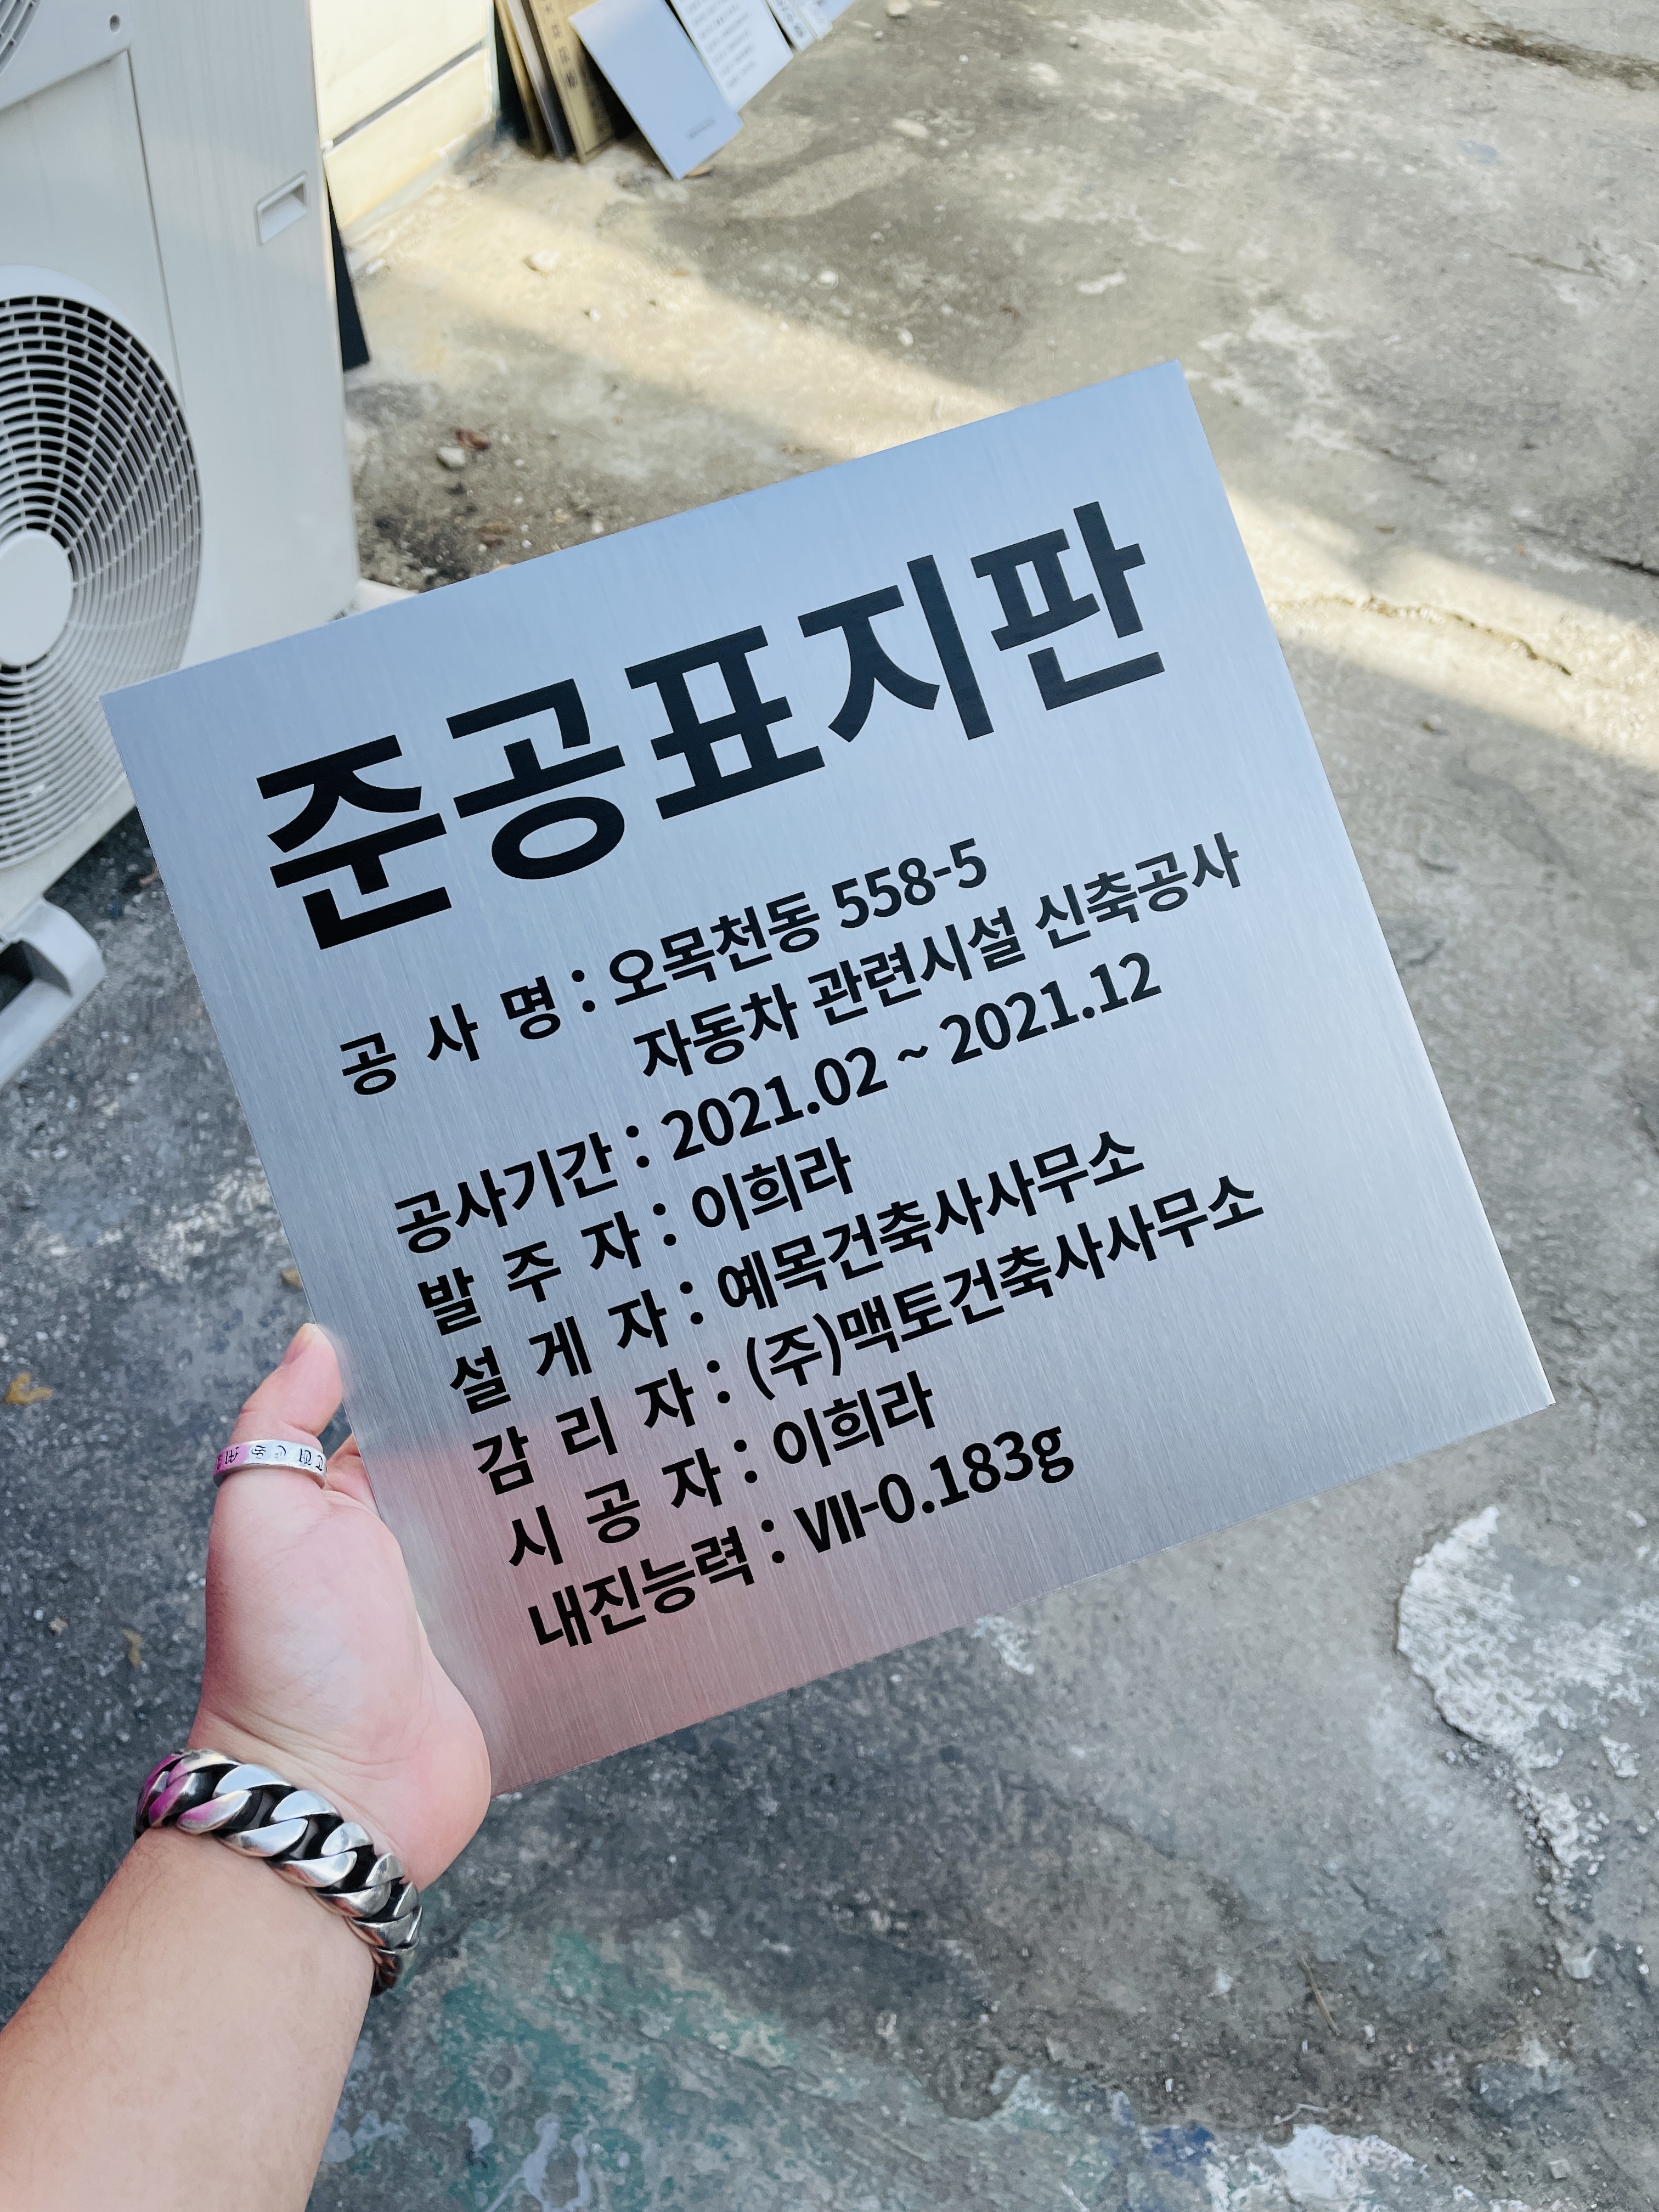 준공표지판
공 사 명 : 오목천동 558-5
자동차 관련시설 신축공사
공사기간 : 2021.02 ~ 2021.12
발 주 자 : 이희라
설 게 자 : 예목건축사사무소
감 리 자 : (주)맥토건축사사무소
시 공 자 : 이희라
내진능력 : Ⅶ-0.183g